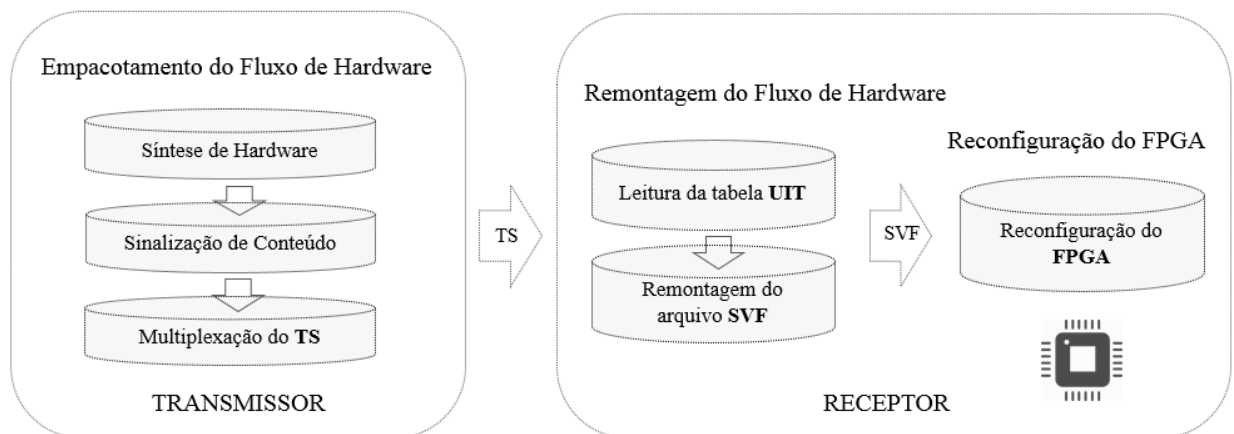 Empacotamento do Fluxo de Hardware
Síntese de Hardware
Sinalização de Conteúdo
Multiplexação do TS
TRANSMISSOR
TS
Remontagem do Fluxo de Hardware
Leitura da tabela UIT
Remontagem do
arquivo SVF
SVF
Reconfiguração do FPGA
Reconfiguração do
FPGA
RECEPTOR